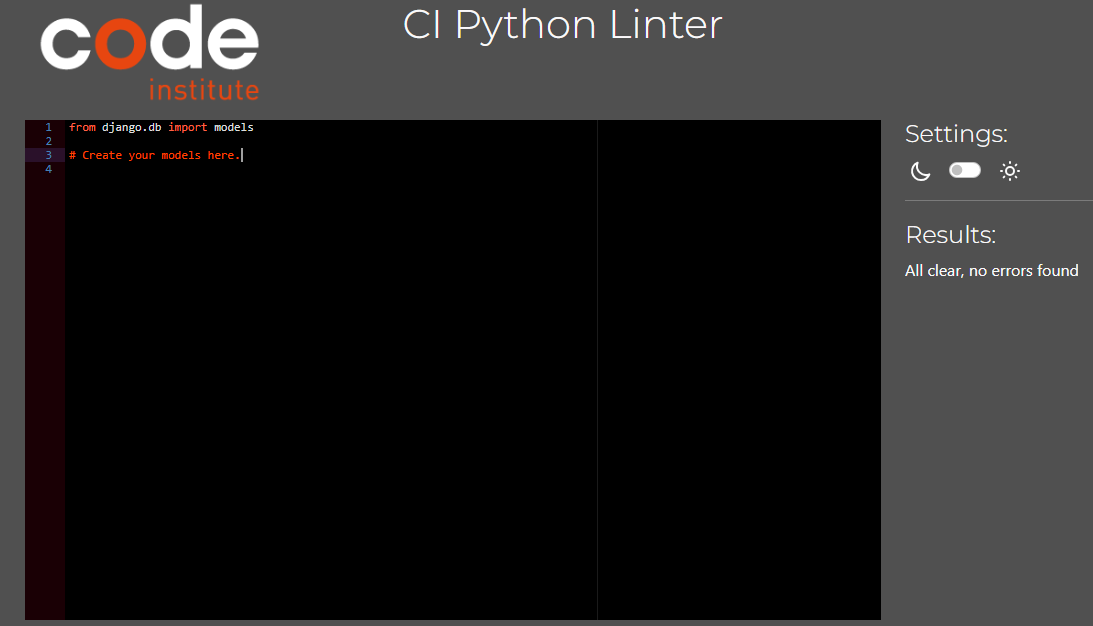 code
institute
CI Python Linter
1 from django.db import models
2
3 # Create your models here.
4
Settings:
Results:
All clear, no errors found